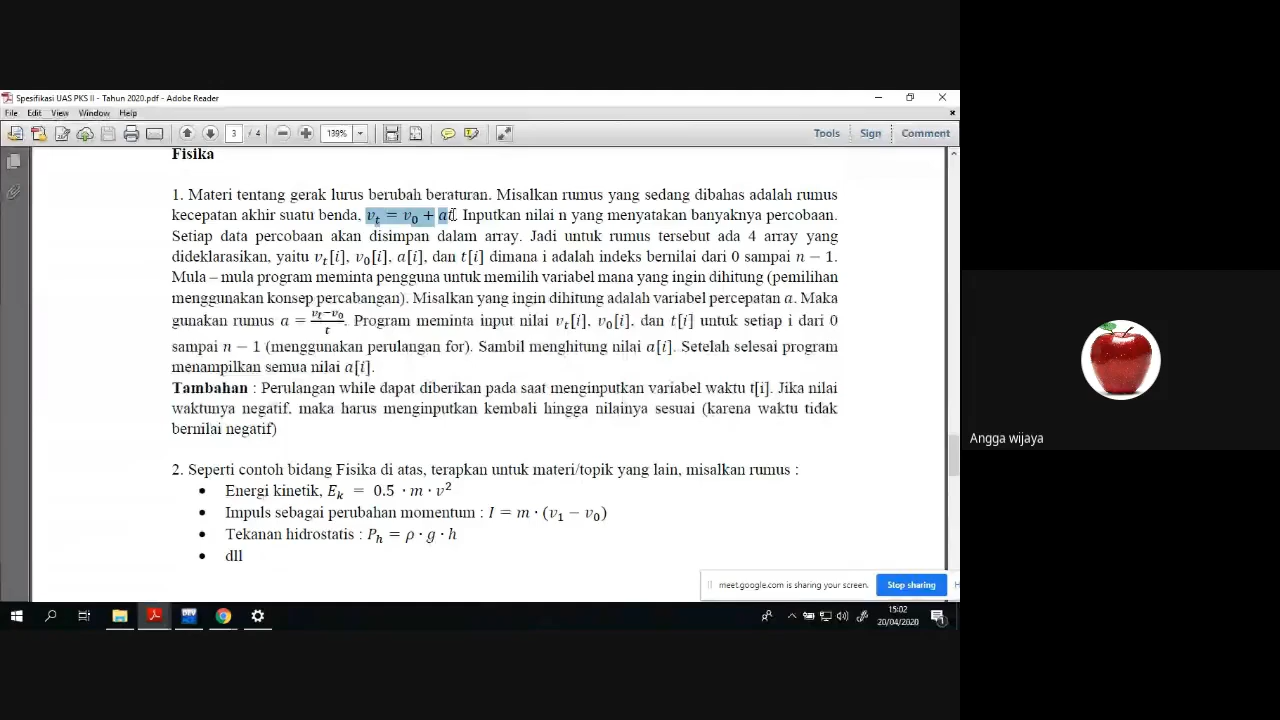 Spesifikasi UAS PKS II - Tahun 2020.pdf - Adobe Reader
File Edit View Window Help
3 / 4 139% Tools Sign Comment
Fisika
1. Materi tentang gerak lurus berubah beraturan. Misalkan rumus yang sedang dibahas adalah rumus
kecepatan akhir suatu benda, vₜ = v₀ + at. Inputkan nilai n yang menyatakan banyaknya percobaan.
Setiap data percobaan akan disimpan dalam array. Jadi untuk rumus tersebut ada 4 array yang
dideklarasikan, yaitu vₜ[i], v₀[i], a[i], dan t[i] dimana i adalah indeks bernilai dari 0 sampai n − 1.
Mula – mula program meminta pengguna untuk memilih variabel mana yang ingin dihitung (pemilihan
menggunakan konsep percabangan). Misalkan yang ingin dihitung adalah variabel percepatan a. Maka
gunakan rumus a = (vₜ−v₀)/t. Program meminta input nilai vₜ[i], v₀[i], dan t[i] untuk setiap i dari 0
sampai n − 1 (menggunakan perulangan for). Sambil menghitung nilai a[i]. Setelah selesai program
menampilkan semua nilai a[i].
Tambahan : Perulangan while dapat diberikan pada saat menginputkan variabel waktu t[i]. Jika nilai
waktunya negatif, maka harus menginputkan kembali hingga nilainya sesuai (karena waktu tidak
bernilai negatif)
2. Seperti contoh bidang Fisika di atas, terapkan untuk materi/topik yang lain, misalkan rumus :
• Energi kinetik, Eₖ = 0.5 · m · v²
• Impuls sebagai perubahan momentum : I = m · (v₁ − v₀)
• Tekanan hidrostatis : Pₕ = ρ · g · h
• dll
meet.google.com is sharing your screen. Stop sharing H
DEV
15:02
20/04/2020
1
Angga wijaya